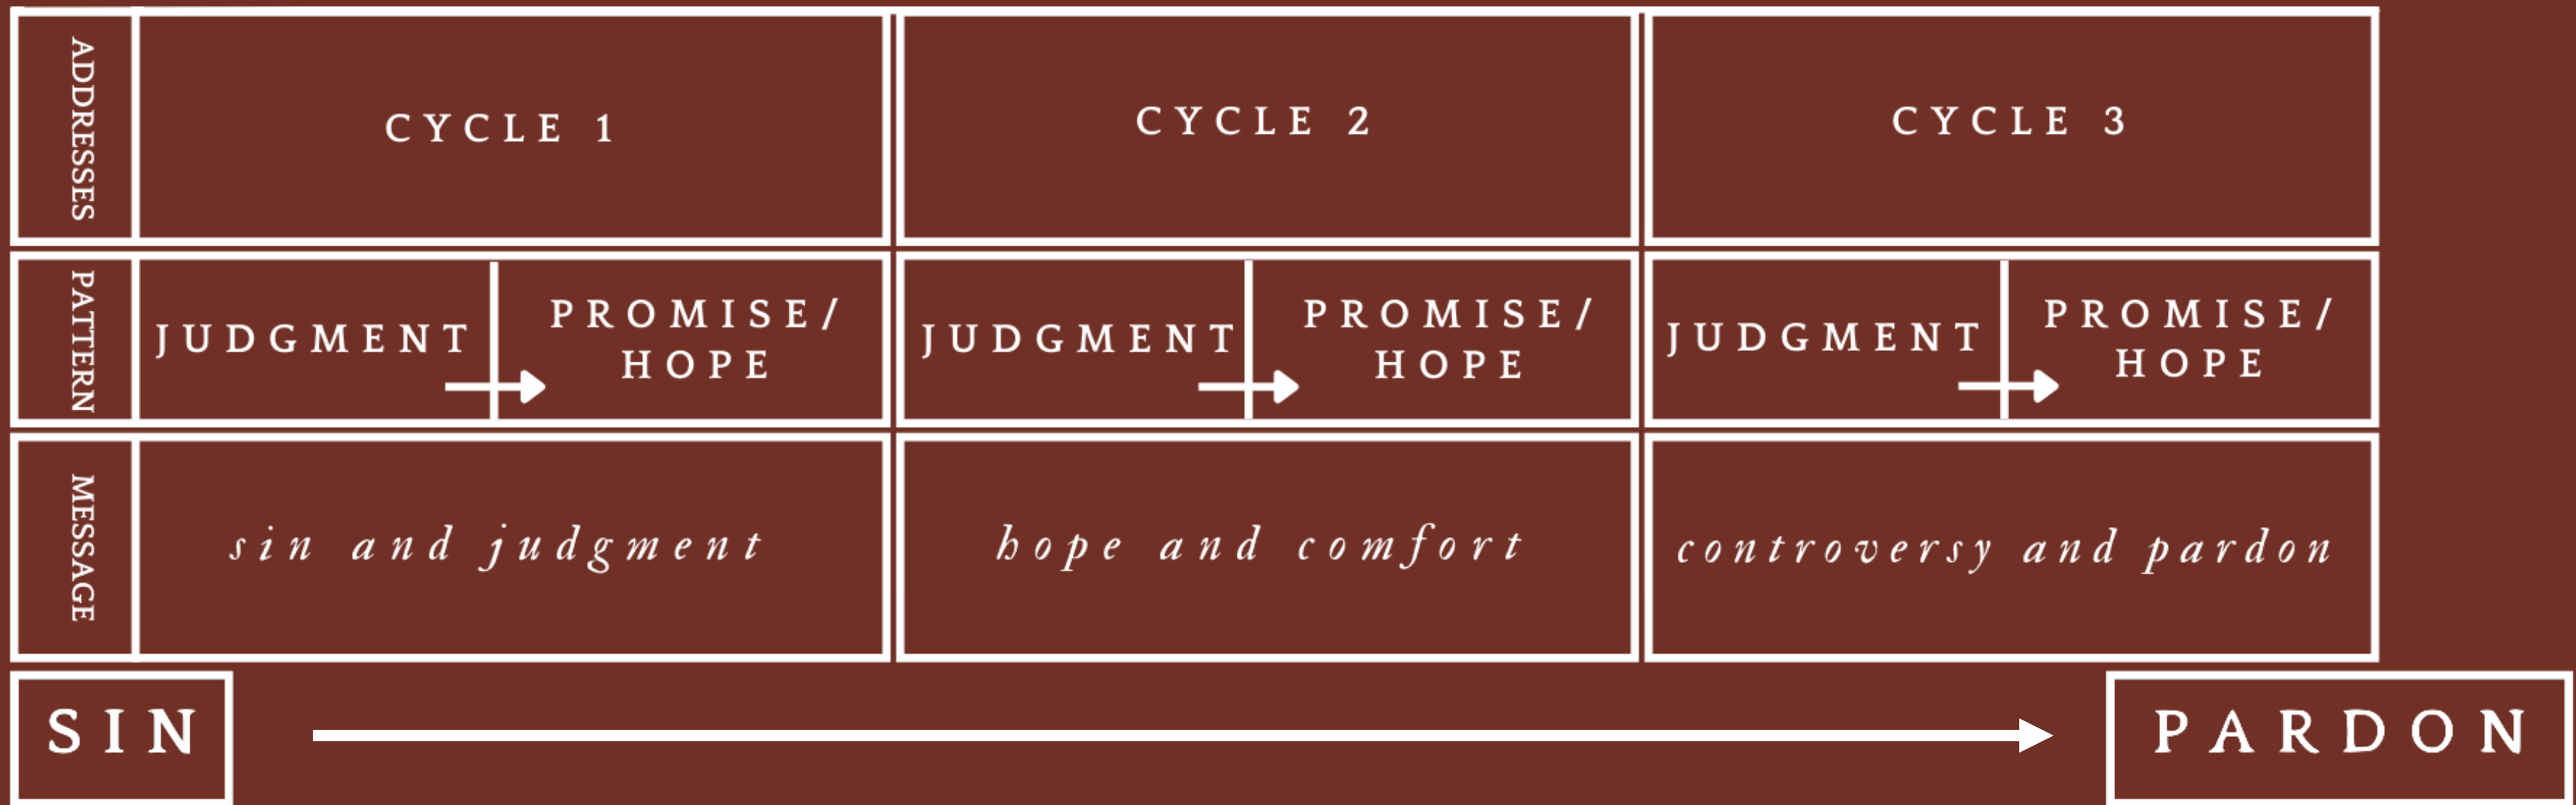 ADDRESSES
CYCLE 1
CYCLE 2
CYCLE 3
PATTERN
JUDGMENT
PROMISE/
HOPE
JUDGMENT
PROMISE/
HOPE
JUDGMENT
PROMISE/
HOPE
MESSAGE
sin and judgment
hope and comfort
controversy and pardon
SIN
PARDON